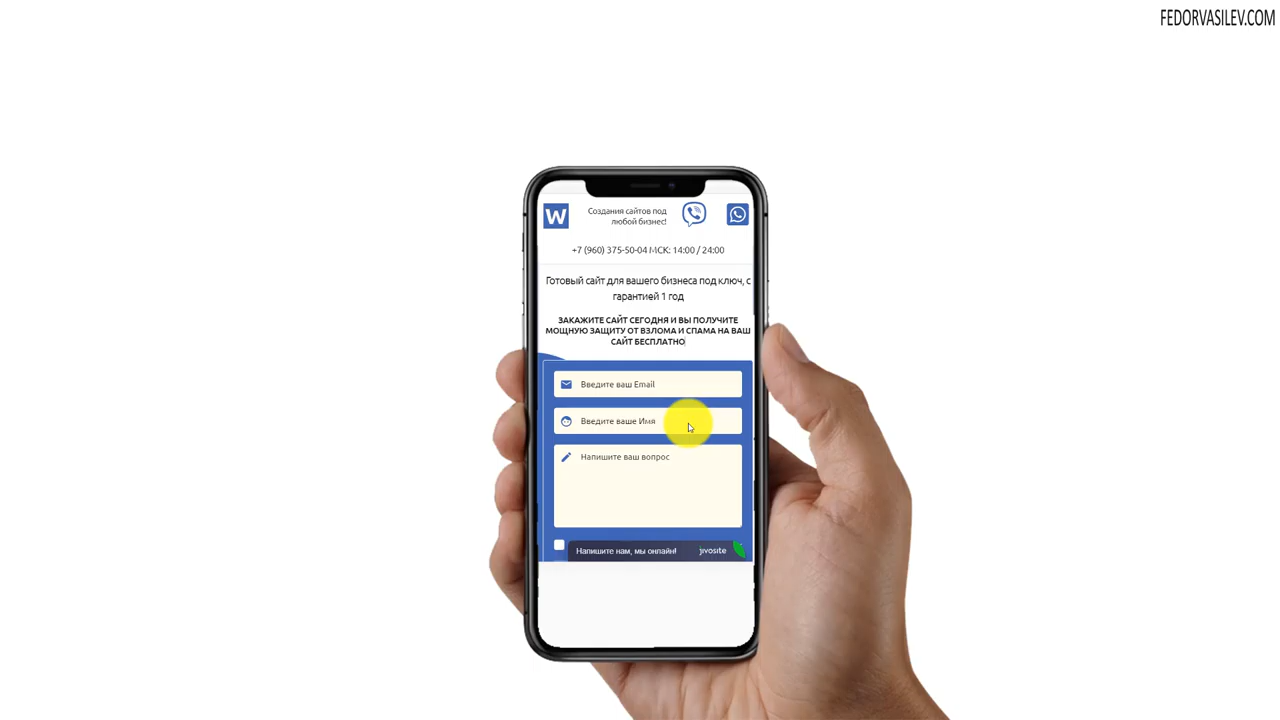 FEDORVASILEV.COM
W
Создания сайтов под
любой бизнес!
+7 (960) 375-50-04 МСК: 14:00 / 24:00
Готовый сайт для вашего бизнеса под ключ, с
гарантией 1 год
ЗАКАЖИТЕ САЙТ СЕГОДНЯ И ВЫ ПОЛУЧИТЕ
МОЩНУЮ ЗАЩИТУ ОТ ВЗЛОМА И СПАМА НА ВАШ
САЙТ БЕСПЛАТНО
Введите ваш Email
Введите ваше Имя
Напишите ваш вопрос
Напишите нам, мы онлайн! jivosite